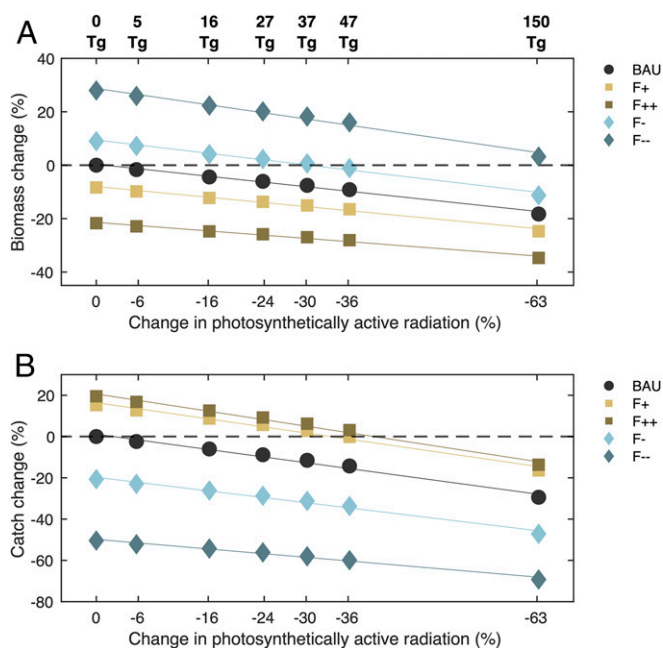 A
0 5 16 27 37 47 150
Tg Tg Tg Tg Tg Tg Tg
40
20
0
-20
-40
Biomass change (%)
0 -6 -16 -24 -30 -36 -63
Change in photosynthetically active radiation (%)
BAU
F+
F++
F-
F--
B
20
0
-20
-40
-60
-80
Catch change (%)
0 -6 -16 -24 -30 -36 -63
Change in photosynthetically active radiation (%)
BAU
F+
F++
F-
F--